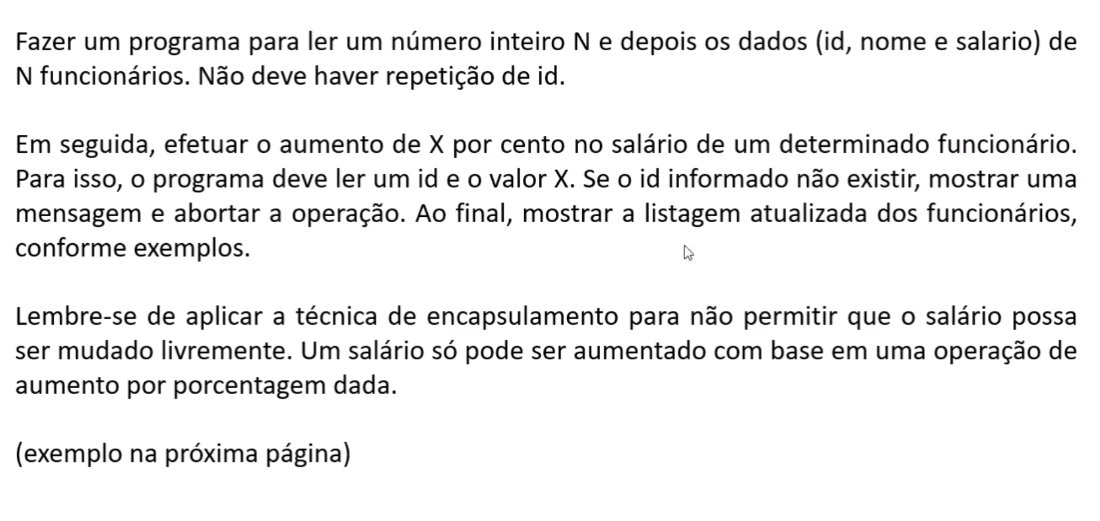 Fazer um programa para ler um número inteiro N e depois os dados (id, nome e salario) de
N funcionários. Não deve haver repetição de id.
Em seguida, efetuar o aumento de X por cento no salário de um determinado funcionário.
Para isso, o programa deve ler um id e o valor X. Se o id informado não existir, mostrar uma
mensagem e abortar a operação. Ao final, mostrar a listagem atualizada dos funcionários,
conforme exemplos.
Lembre-se de aplicar a técnica de encapsulamento para não permitir que o salário possa
ser mudado livremente. Um salário só pode ser aumentado com base em uma operação de
aumento por porcentagem dada.
(exemplo na próxima página)